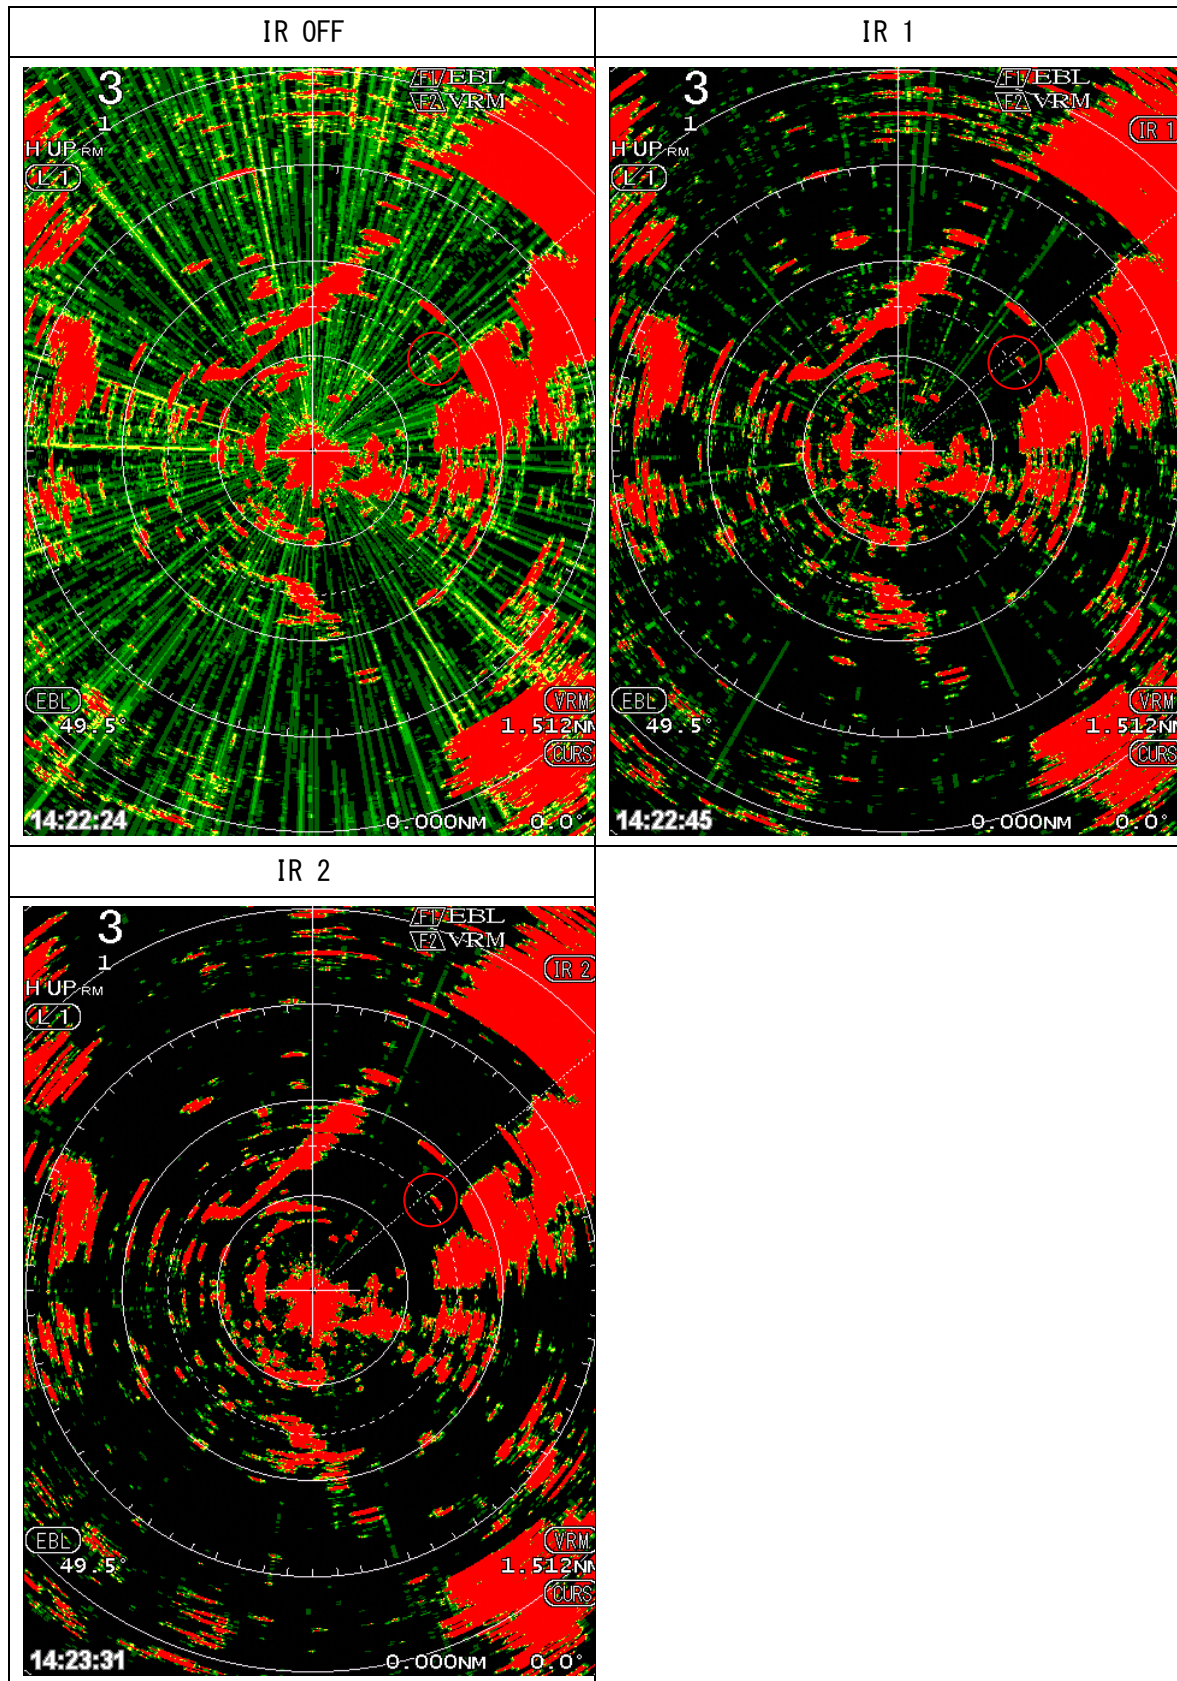 IR OFF
IR 1
3
F1 EBL
F2 VRM
1
H UP RM
L/1
EBL
49.5°
VRM
1.512NM
CURS
14:22:24
0.000NM 0.0°
3
F1 EBL
F2 VRM
1
IR 1
H UP RM
L/1
EBL
49.5°
VRM
1.512NM
CURS
14:22:45
0.000NM 0.0°
IR 2
3
F1 EBL
F2 VRM
1
IR 2
H UP RM
L/1
EBL
49.5°
VRM
1.512NM
CURS
14:23:31
0.000NM 0.0°